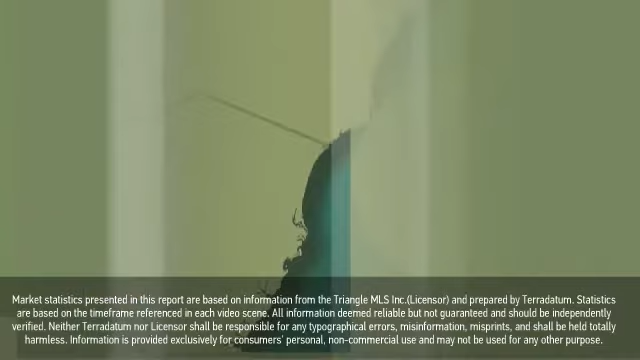 Market statistics presented in this report are based on information from the Triangle MLS Inc.(Licensor) and prepared by Terradatum. Statistics
are based on the timeframe referenced in each video scene. All information deemed reliable but not guaranteed and should be independently
verified. Neither Terradatum nor Licensor shall be responsible for any typographical errors, misinformation, misprints, and shall be held totally
harmless. Information is provided exclusively for consumers' personal, non-commercial use and may not be used for any other purpose.